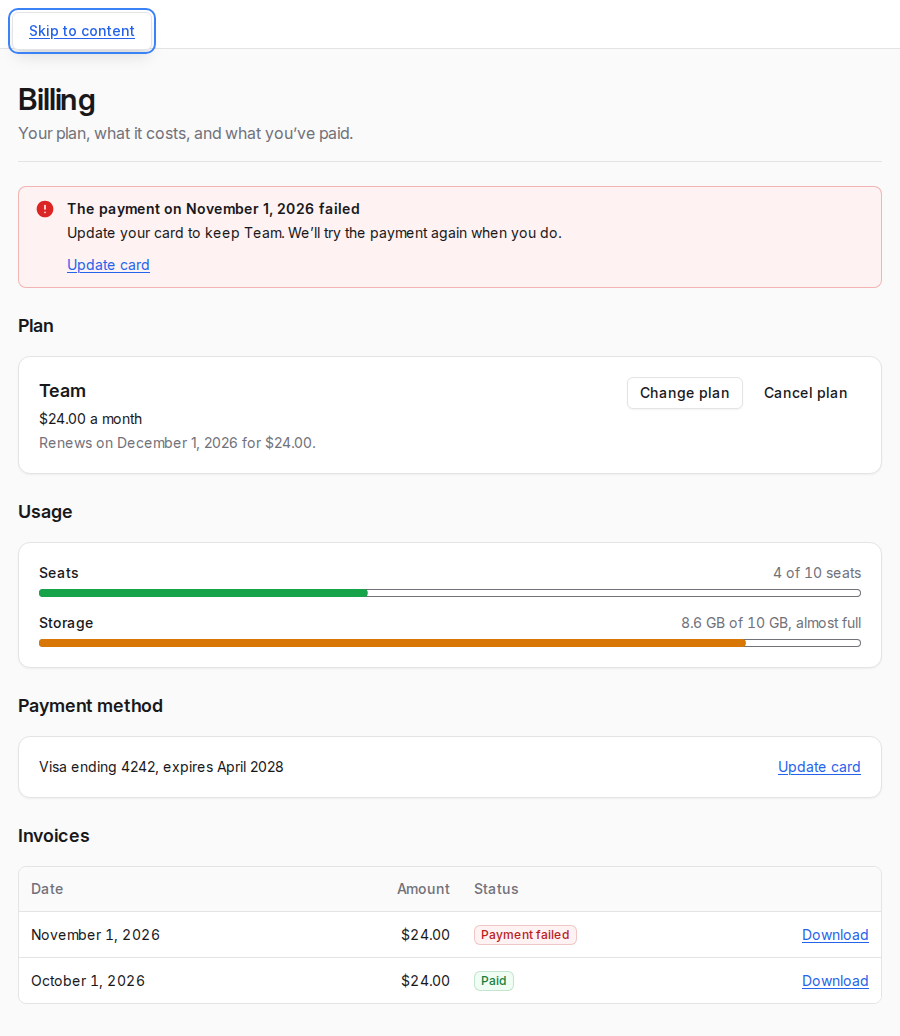 Skip to content
Billing
Your plan, what it costs, and what you’ve paid.
The payment on November 1, 2026 failed
Update your card to keep Team. We’ll try the payment again when you do.
Update card
Plan
Team
Change plan
Cancel plan
$24.00 a month
Renews on December 1, 2026 for $24.00.
Usage
Seats
4 of 10 seats
Storage
8.6 GB of 10 GB, almost full
Payment method
Visa ending 4242, expires April 2028
Update card
Invoices
Date Amount Status
November 1, 2026 $24.00 Payment failed Download
October 1, 2026 $24.00 Paid Download